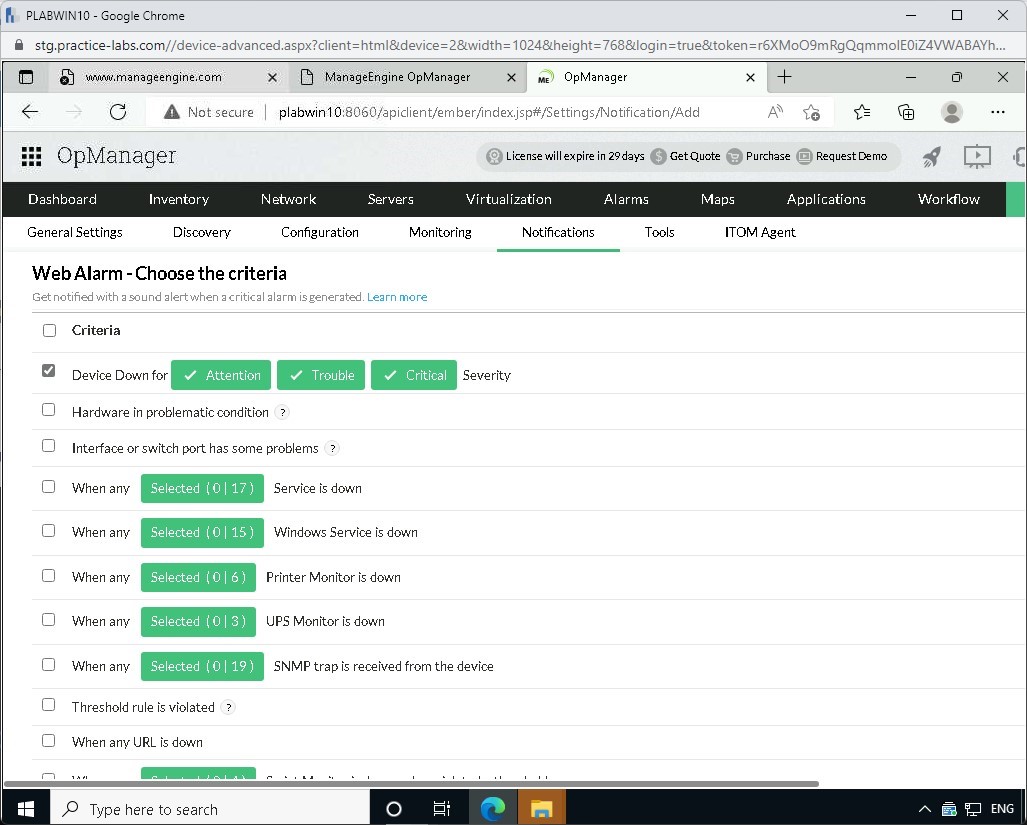 PLABWIN10 - Google Chrome
stg.practice-labs.com//device-advanced.aspx?client=html&device=2&width=1024&height=768&login=true&token=r6XMoO9mRgQqmmolE0iZ4VWABAYh...
www.manageengine.com
ManageEngine OpManager
ME OpManager
Not secure plabwin10:8060/apiclient/ember/index.jsp#/Settings/Notification/Add
OpManager
License will expire in 29 days $ Get Quote Purchase Request Demo
Dashboard Inventory Network Servers Virtualization Alarms Maps Applications Workflow
General Settings Discovery Configuration Monitoring Notifications Tools ITOM Agent
Web Alarm - Choose the criteria
Get notified with a sound alert when a critical alarm is generated. Learn more
Criteria
Device Down for Attention Trouble Critical Severity
Hardware in problematic condition ?
Interface or switch port has some problems ?
When any Selected ( 0 | 17 ) Service is down
When any Selected ( 0 | 15 ) Windows Service is down
When any Selected ( 0 | 6 ) Printer Monitor is down
When any Selected ( 0 | 3 ) UPS Monitor is down
When any Selected ( 0 | 19 ) SNMP trap is received from the device
Threshold rule is violated ?
When any URL is down
Type here to search
ENG